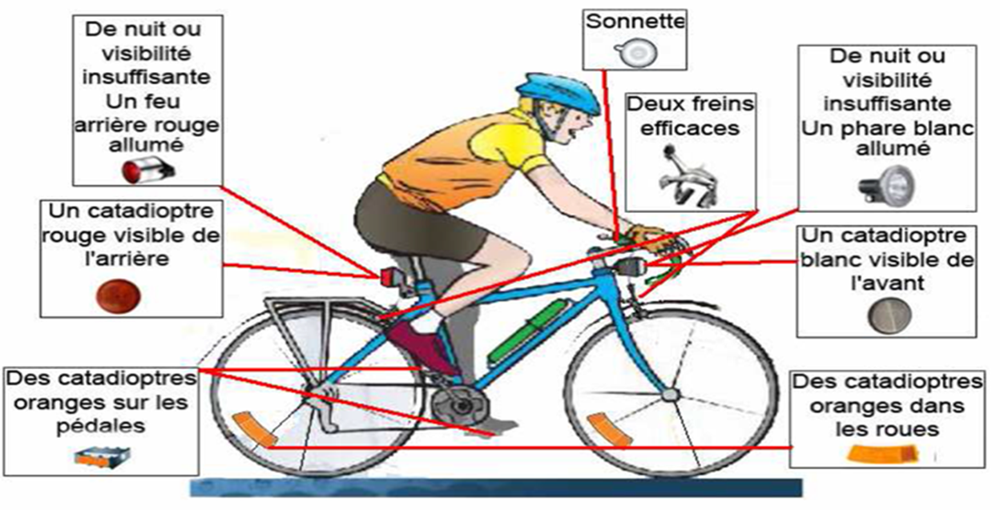 De nuit ou
visibilité
insuffisante
Un feu
arrière rouge
allumé
Sonnette
Deux freins
efficaces
De nuit ou
visibilité
insuffisante
Un phare blanc
allumé
Un catadioptre
rouge visible de
l'arrière
Un catadioptre
blanc visible de
l'avant
Des catadioptres
oranges sur les
pédales
Des catadioptres
oranges dans
les roues